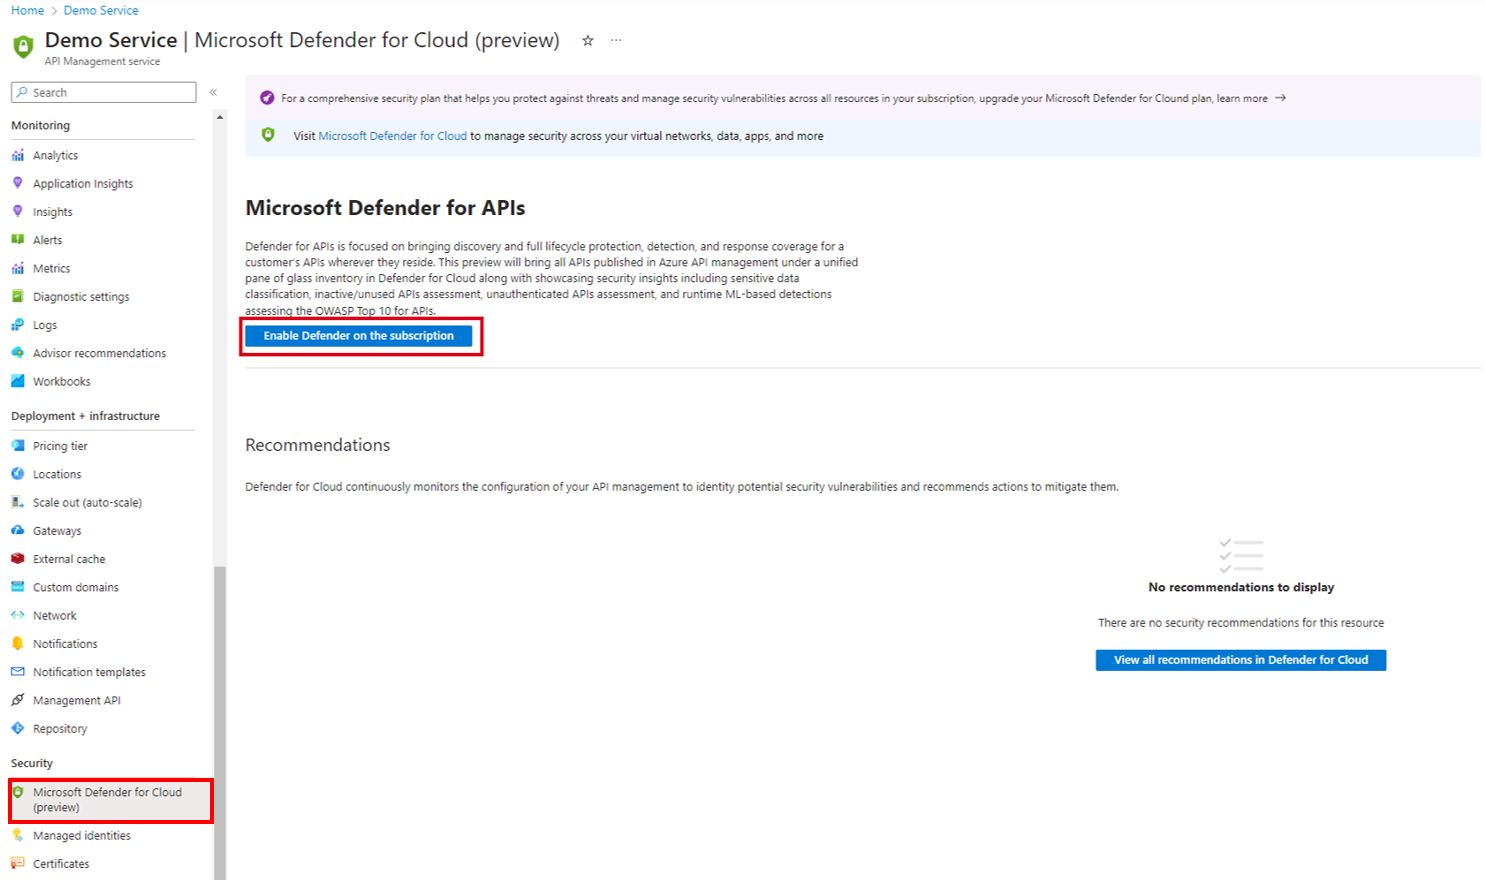 Home > Demo Service
Demo Service | Microsoft Defender for Cloud (preview) ☆ ...
API Management service
Search «
Monitoring
Analytics
Application Insights
Insights
Alerts
Metrics
Diagnostic settings
Logs
Advisor recommendations
Workbooks
Deployment + infrastructure
Pricing tier
Locations
Scale out (auto-scale)
Gateways
External cache
Custom domains
Network
Notifications
Notification templates
Management API
Repository
Security
Microsoft Defender for Cloud
(preview)
Managed identities
Certificates
For a comprehensive security plan that helps you protect against threats and manage security vulnerabilities across all resources in your subscription, upgrade your Microsoft Defender for Clound plan, learn more →
Visit Microsoft Defender for Cloud to manage security across your virtual networks, data, apps, and more
Microsoft Defender for APIs
Defender for APIs is focused on bringing discovery and full lifecycle protection, detection, and response coverage for a
customer's APIs wherever they reside. This preview will bring all APIs published in Azure API management under a unified
pane of glass inventory in Defender for Cloud along with showcasing security insights including sensitive data
classification, inactive/unused APIs assessment, unauthenticated APIs assessment, and runtime ML-based detections
assessing the OWASP Top 10 for APIs.
Enable Defender on the subscription
Recommendations
Defender for Cloud continuously monitors the configuration of your API management to identity potential security vulnerabilities and recommends actions to mitigate them.
No recommendations to display
There are no security recommendations for this resource
View all recommendations in Defender for Cloud